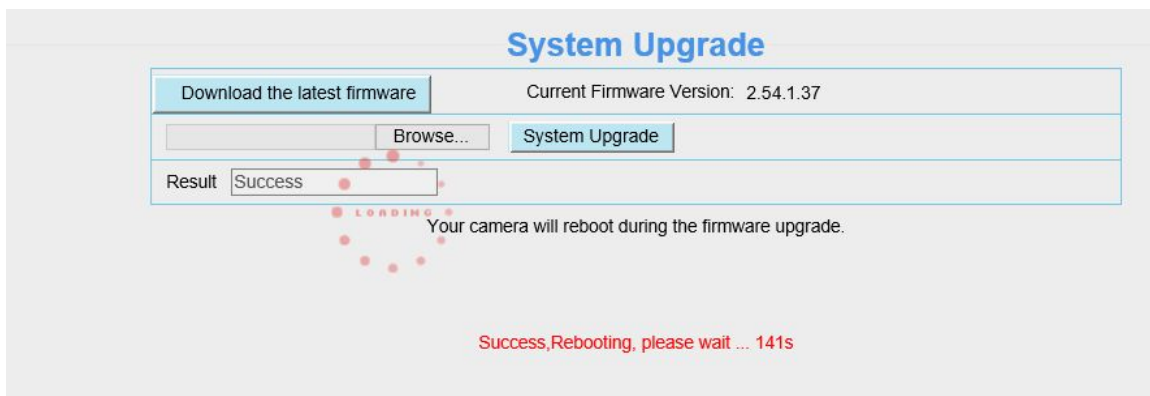 System Upgrade
Download the latest firmware Current Firmware Version: 2.54.1.37
Browse... System Upgrade
Result Success
LOADING
Your camera will reboot during the firmware upgrade.
Success,Rebooting, please wait ... 141s